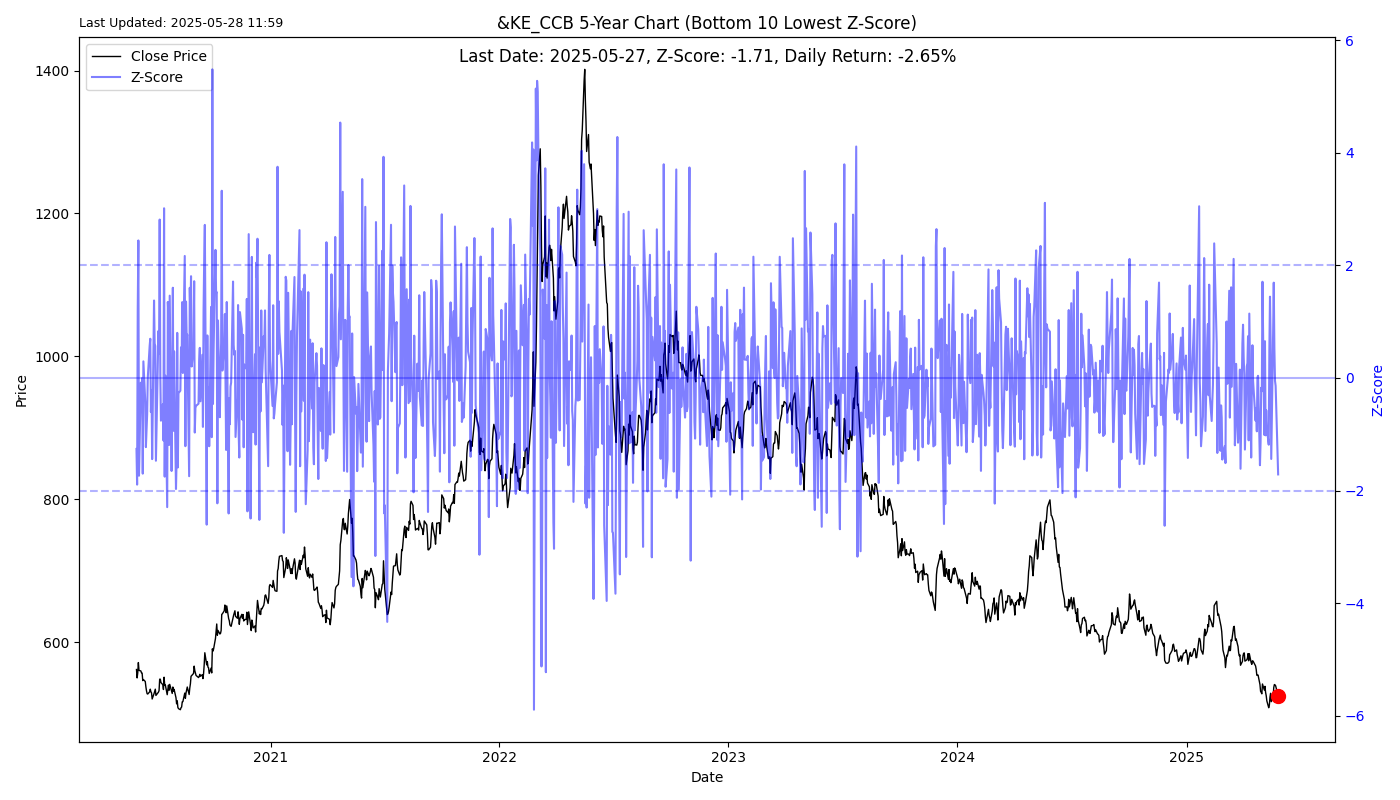 Last Updated: 2025-05-28 11:59
&KE_CCB 5-Year Chart (Bottom 10 Lowest Z-Score)
Last Date: 2025-05-27, Z-Score: -1.71, Daily Return: -2.65%
Close Price
Z-Score
1400
1200
1000
800
600
Price
6
4
2
0
−2
−4
−6
Z-Score
2021
2022
2023
2024
2025
Date